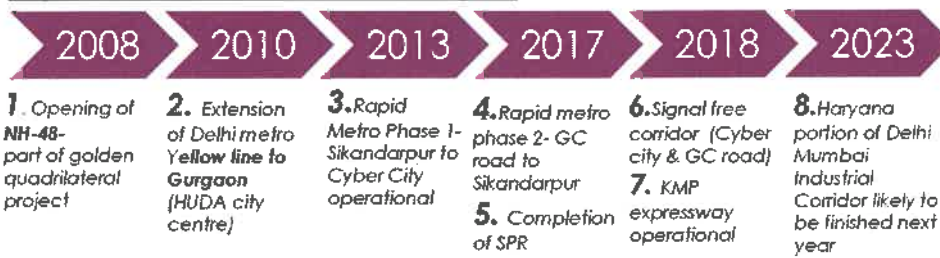 2008
2010
2013
2017
2018
2023
1. Opening of
NH-48-
part of golden
quadrilateral
project
2. Extension
of Delhi metro
Yellow line to
Gurgaon
(HUDA city
centre)
3.Rapid
Metro Phase 1-
Sikandarpur to
Cyber City
operational
4.Rapid metro
phase 2- GC
road to
Sikandarpur
5. Completion
of SPR
6.Signal free
corridor (Cyber
city & GC road)
7. KMP
expressway
operational
8.Haryana
portion of Delhi
Mumbai
Industrial
Corridor likely to
be finished next
year